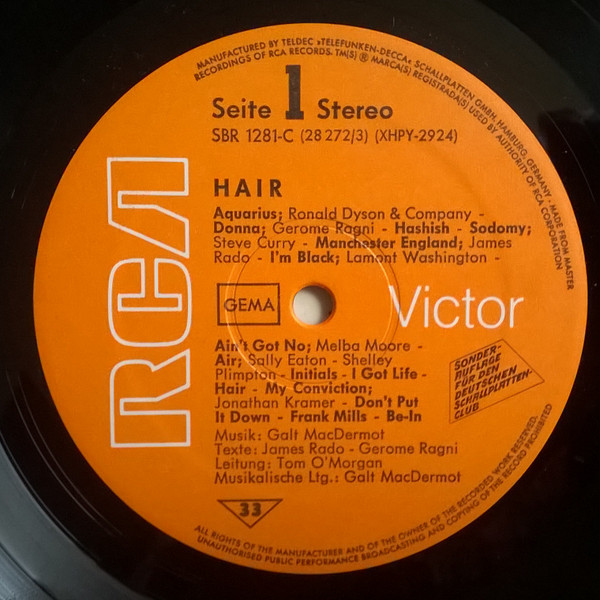 MANUFACTURED BY TELDEC »TELEFUNKEN-DECCA« SCHALLPLATTEN GMBH, HAMBURG, GERMANY · MADE FROM MASTER
RECORDINGS OF RCA RECORDS. TM(S) ® MARCA(S) REGISTRADA(S) USED BY AUTHORITY OF RCA CORPORATION
Seite 1 Stereo
SBR 1281-C (28 272/3) (XHPY-2924)
RCA
HAIR
Aquarius; Ronald Dyson & Company -
Donna; Gerome Ragni - Hashish - Sodomy;
Steve Curry - Manchester England; James
Rado - I'm Black; Lamont Washington -
GEMA
Victor
Ain't Got No; Melba Moore -
Air; Sally Eaton - Shelley
Plimpton - Initials - I Got Life -
Hair - My Conviction;
Jonathan Kramer - Don't Put
It Down - Frank Mills - Be-In
SONDER-
AUFLAGE
FÜR DEN
DEUTSCHEN
SCHALLPLATTEN-
CLUB
Musik: Galt MacDermot
Texte: James Rado - Gerome Ragni
Leitung: Tom O'Morgan
Musikalische Ltg.: Galt MacDermot
33
ALL RIGHTS OF THE MANUFACTURER AND OF THE OWNER OF THE RECORDED WORK RESERVED.
UNAUTHORISED PUBLIC PERFORMANCE BROADCASTING AND COPYING OF THE RECORD PROHIBITED